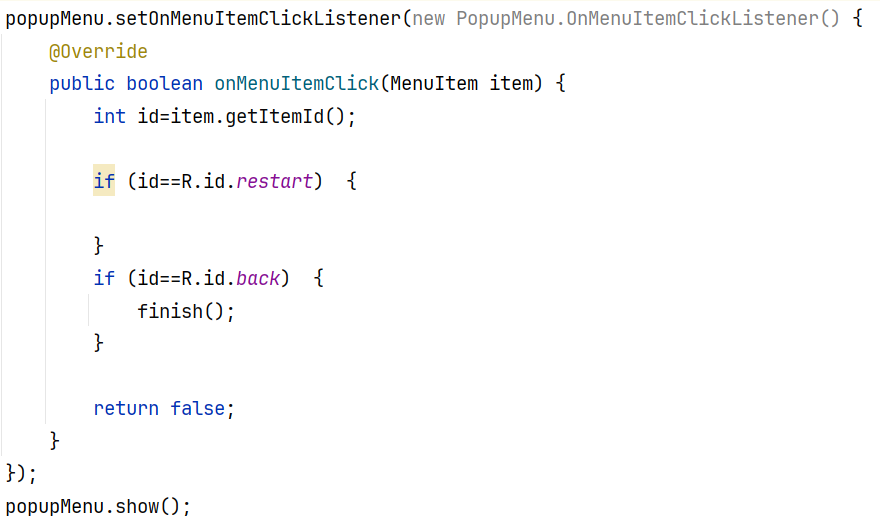 popupMenu.setOnMenuItemClickListener(new PopupMenu.OnMenuItemClickListener() {
    @Override
    public boolean onMenuItemClick(MenuItem item) {
        int id=item.getItemId();
        if (id==R.id.restart)  {
        }
        if (id==R.id.back)  {
            finish();
        }
        return false;
    }
});
popupMenu.show();